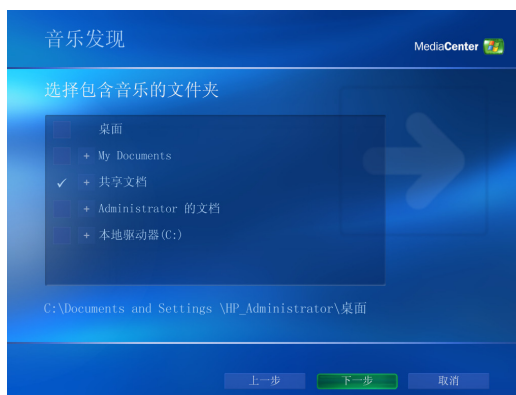 音乐发现
MediaCenter
选择包含音乐的文件夹
桌面
+ My Documents
✓ + 共享文档
+ Administrator 的文档
+ 本地驱动器(C:)
C:\Documents and Settings \HP_Administrator\桌面
上一步 下一步 取消